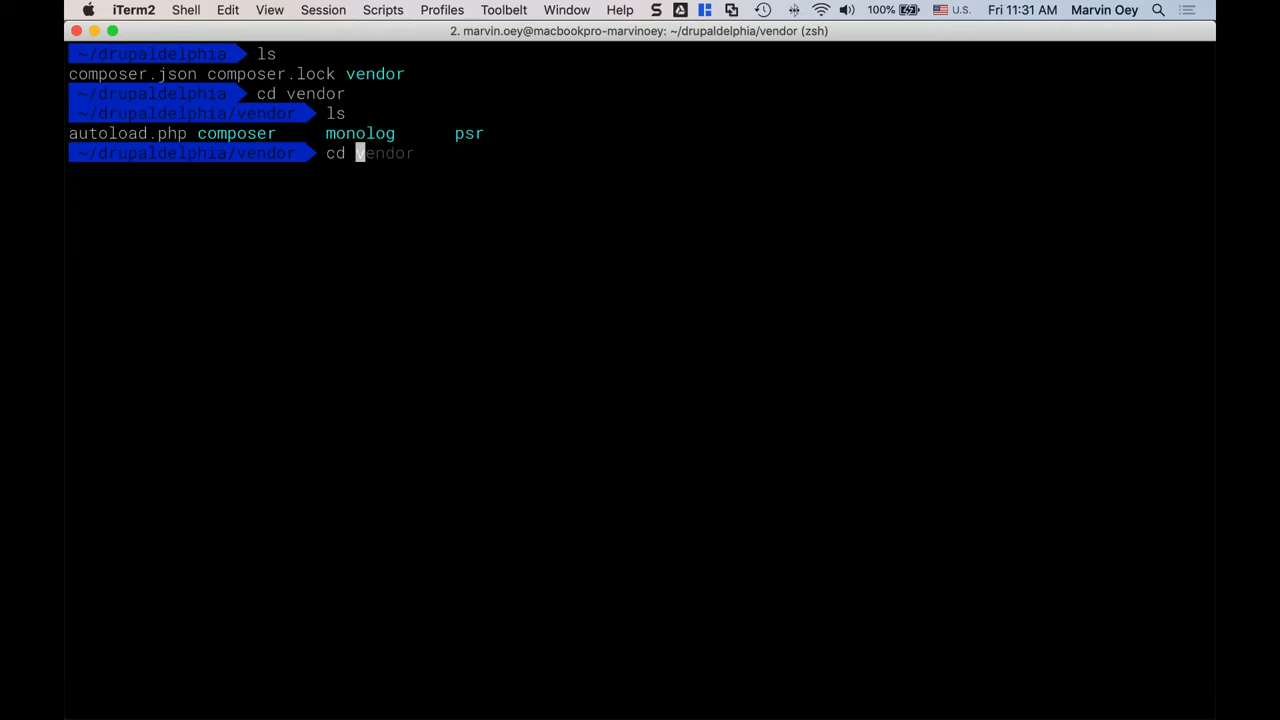 iTerm2 Shell Edit View Session Scripts Profiles Toolbelt Window Help S 100% U.S. Fri 11:31 AM Marvin Oey
2. marvin.oey@macbookpro-marvinoey: ~/drupaldelphia/vendor (zsh)
~/drupaldelphia ls
composer.json composer.lock vendor
~/drupaldelphia cd vendor
~/drupaldelphia/vendor ls
autoload.php composer monolog psr
~/drupaldelphia/vendor cd vendor